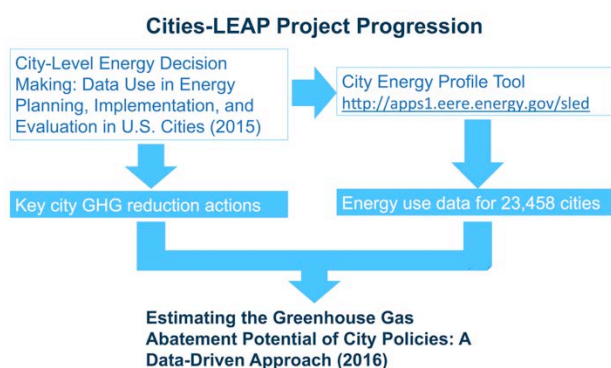 Cities-LEAP Project Progression
City-Level Energy Decision
Making: Data Use in Energy
Planning, Implementation, and
Evaluation in U.S. Cities (2015)
City Energy Profile Tool
http://apps1.eere.energy.gov/sled
Key city GHG reduction actions
Energy use data for 23,458 cities
Estimating the Greenhouse Gas
Abatement Potential of City Policies: A
Data-Driven Approach (2016)